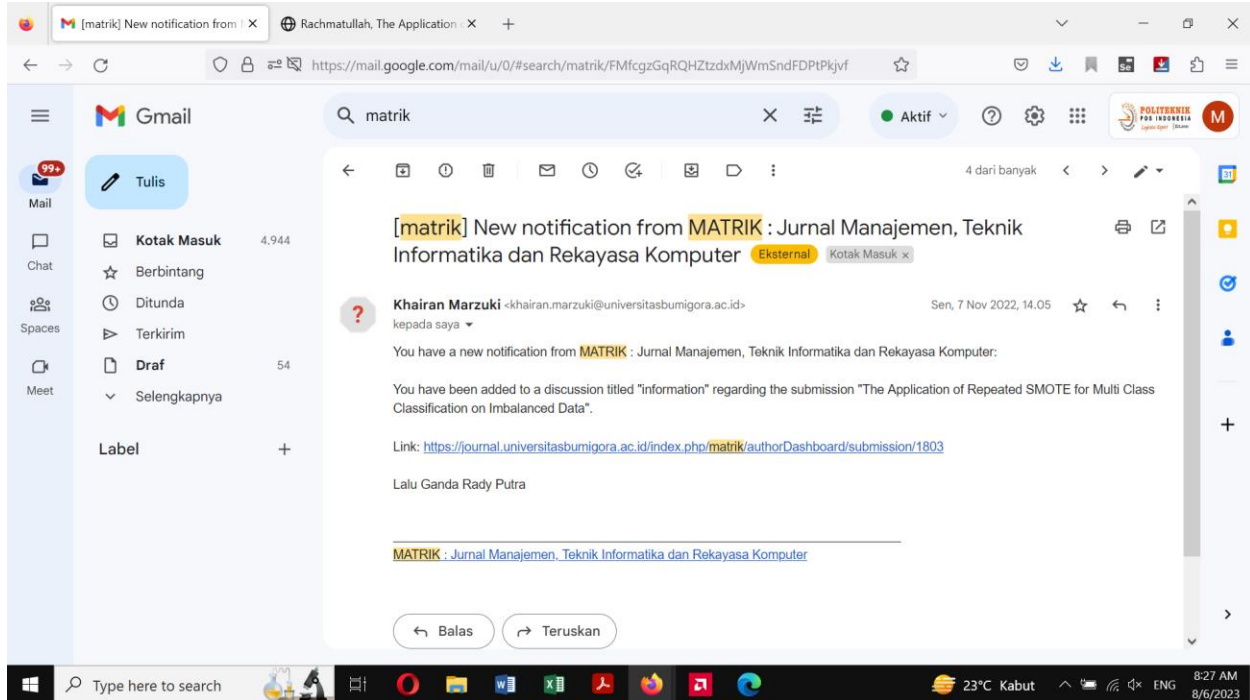 [matrik] New notification from M
Rachmatullah, The Application o
https://mail.google.com/mail/u/0/#search/matrik/FMfcgzGqRQHZtzdxMjWmSndFDPtPkjvf
Gmail
matrik
Aktif
POLITEKNIK
POS INDONESIA
M
99+
Mail
Chat
Spaces
Meet
Tulis
Kotak Masuk 4.944
Berbintang
Ditunda
Terkirim
Draf 54
Selengkapnya
Label
4 dari banyak
[matrik] New notification from MATRIK : Jurnal Manajemen, Teknik
Informatika dan Rekayasa Komputer Eksternal Kotak Masuk x
Khairan Marzuki <khairan.marzuki@universitasbumigora.ac.id> Sen, 7 Nov 2022, 14.05
kepada saya
You have a new notification from MATRIK : Jurnal Manajemen, Teknik Informatika dan Rekayasa Komputer:
You have been added to a discussion titled "information" regarding the submission "The Application of Repeated SMOTE for Multi Class
Classification on Imbalanced Data".
Link: https://journal.universitasbumigora.ac.id/index.php/matrik/authorDashboard/submission/1803
Lalu Ganda Rady Putra
MATRIK : Jurnal Manajemen, Teknik Informatika dan Rekayasa Komputer
Balas
Teruskan
31
Type here to search
23°C Kabut
ENG
8:27 AM
8/6/2023